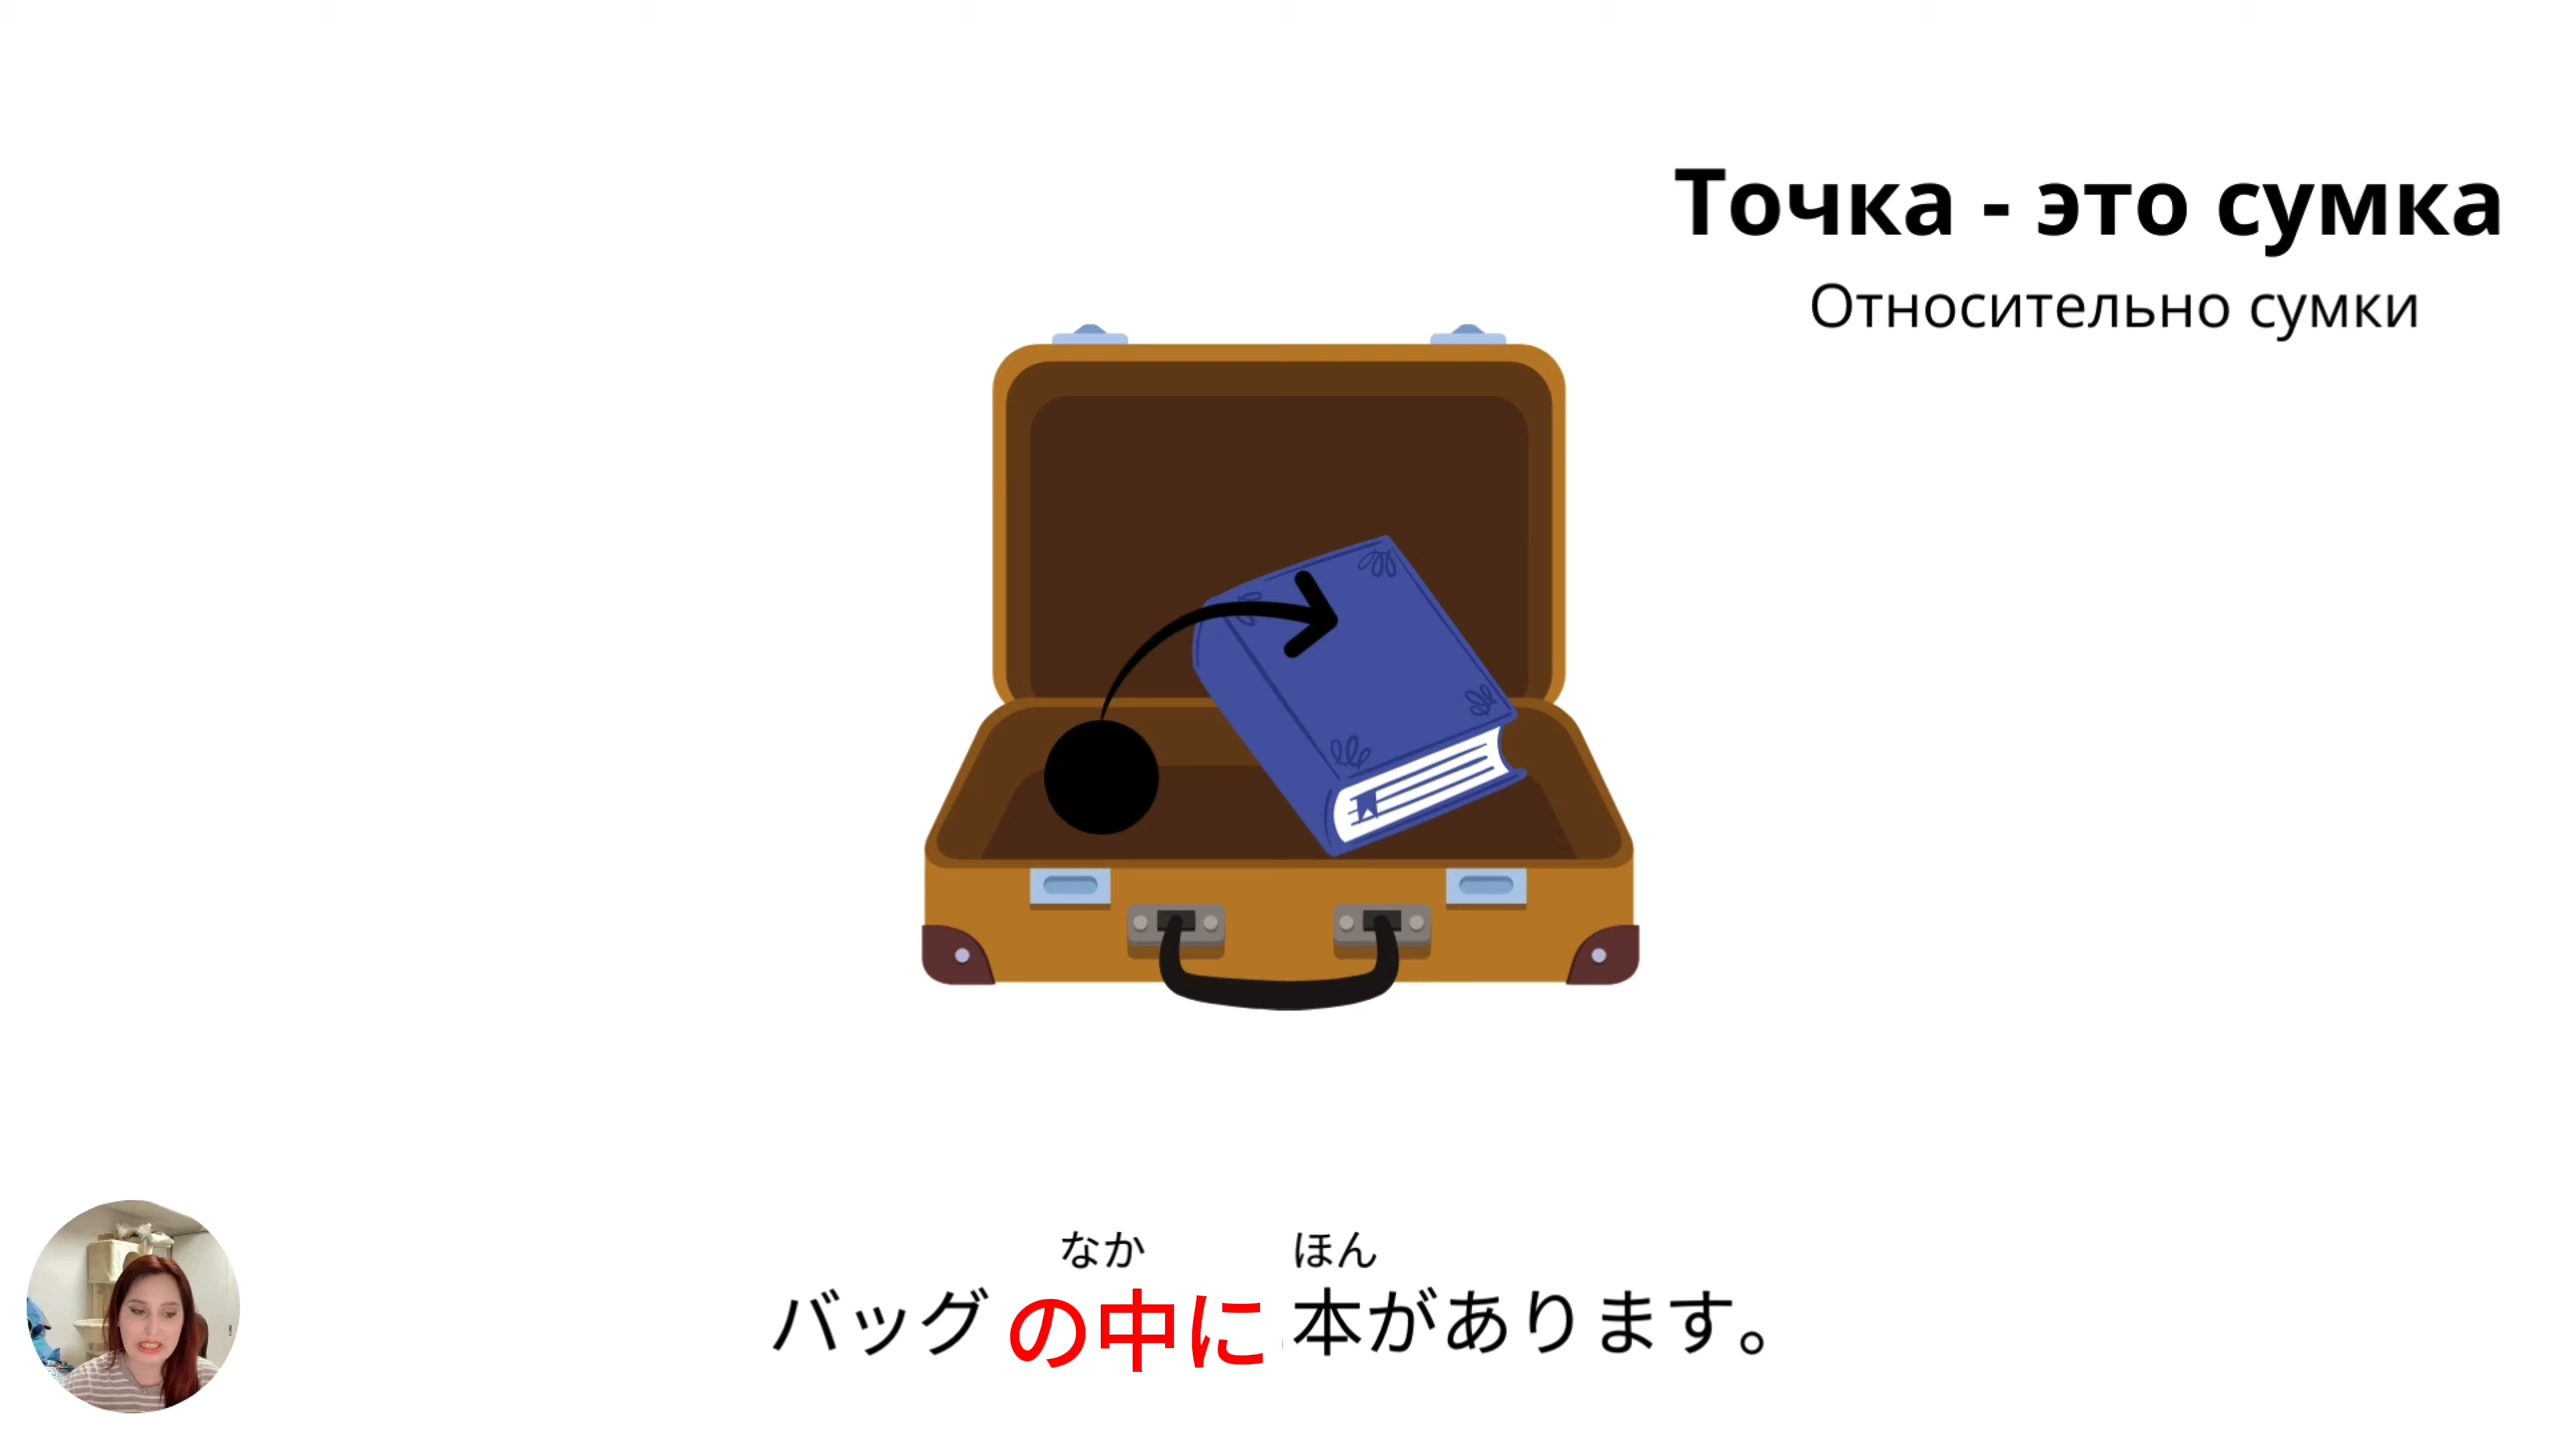 Точка - это сумка
Относительно сумки
なか ほん
バッグの中に本があります。